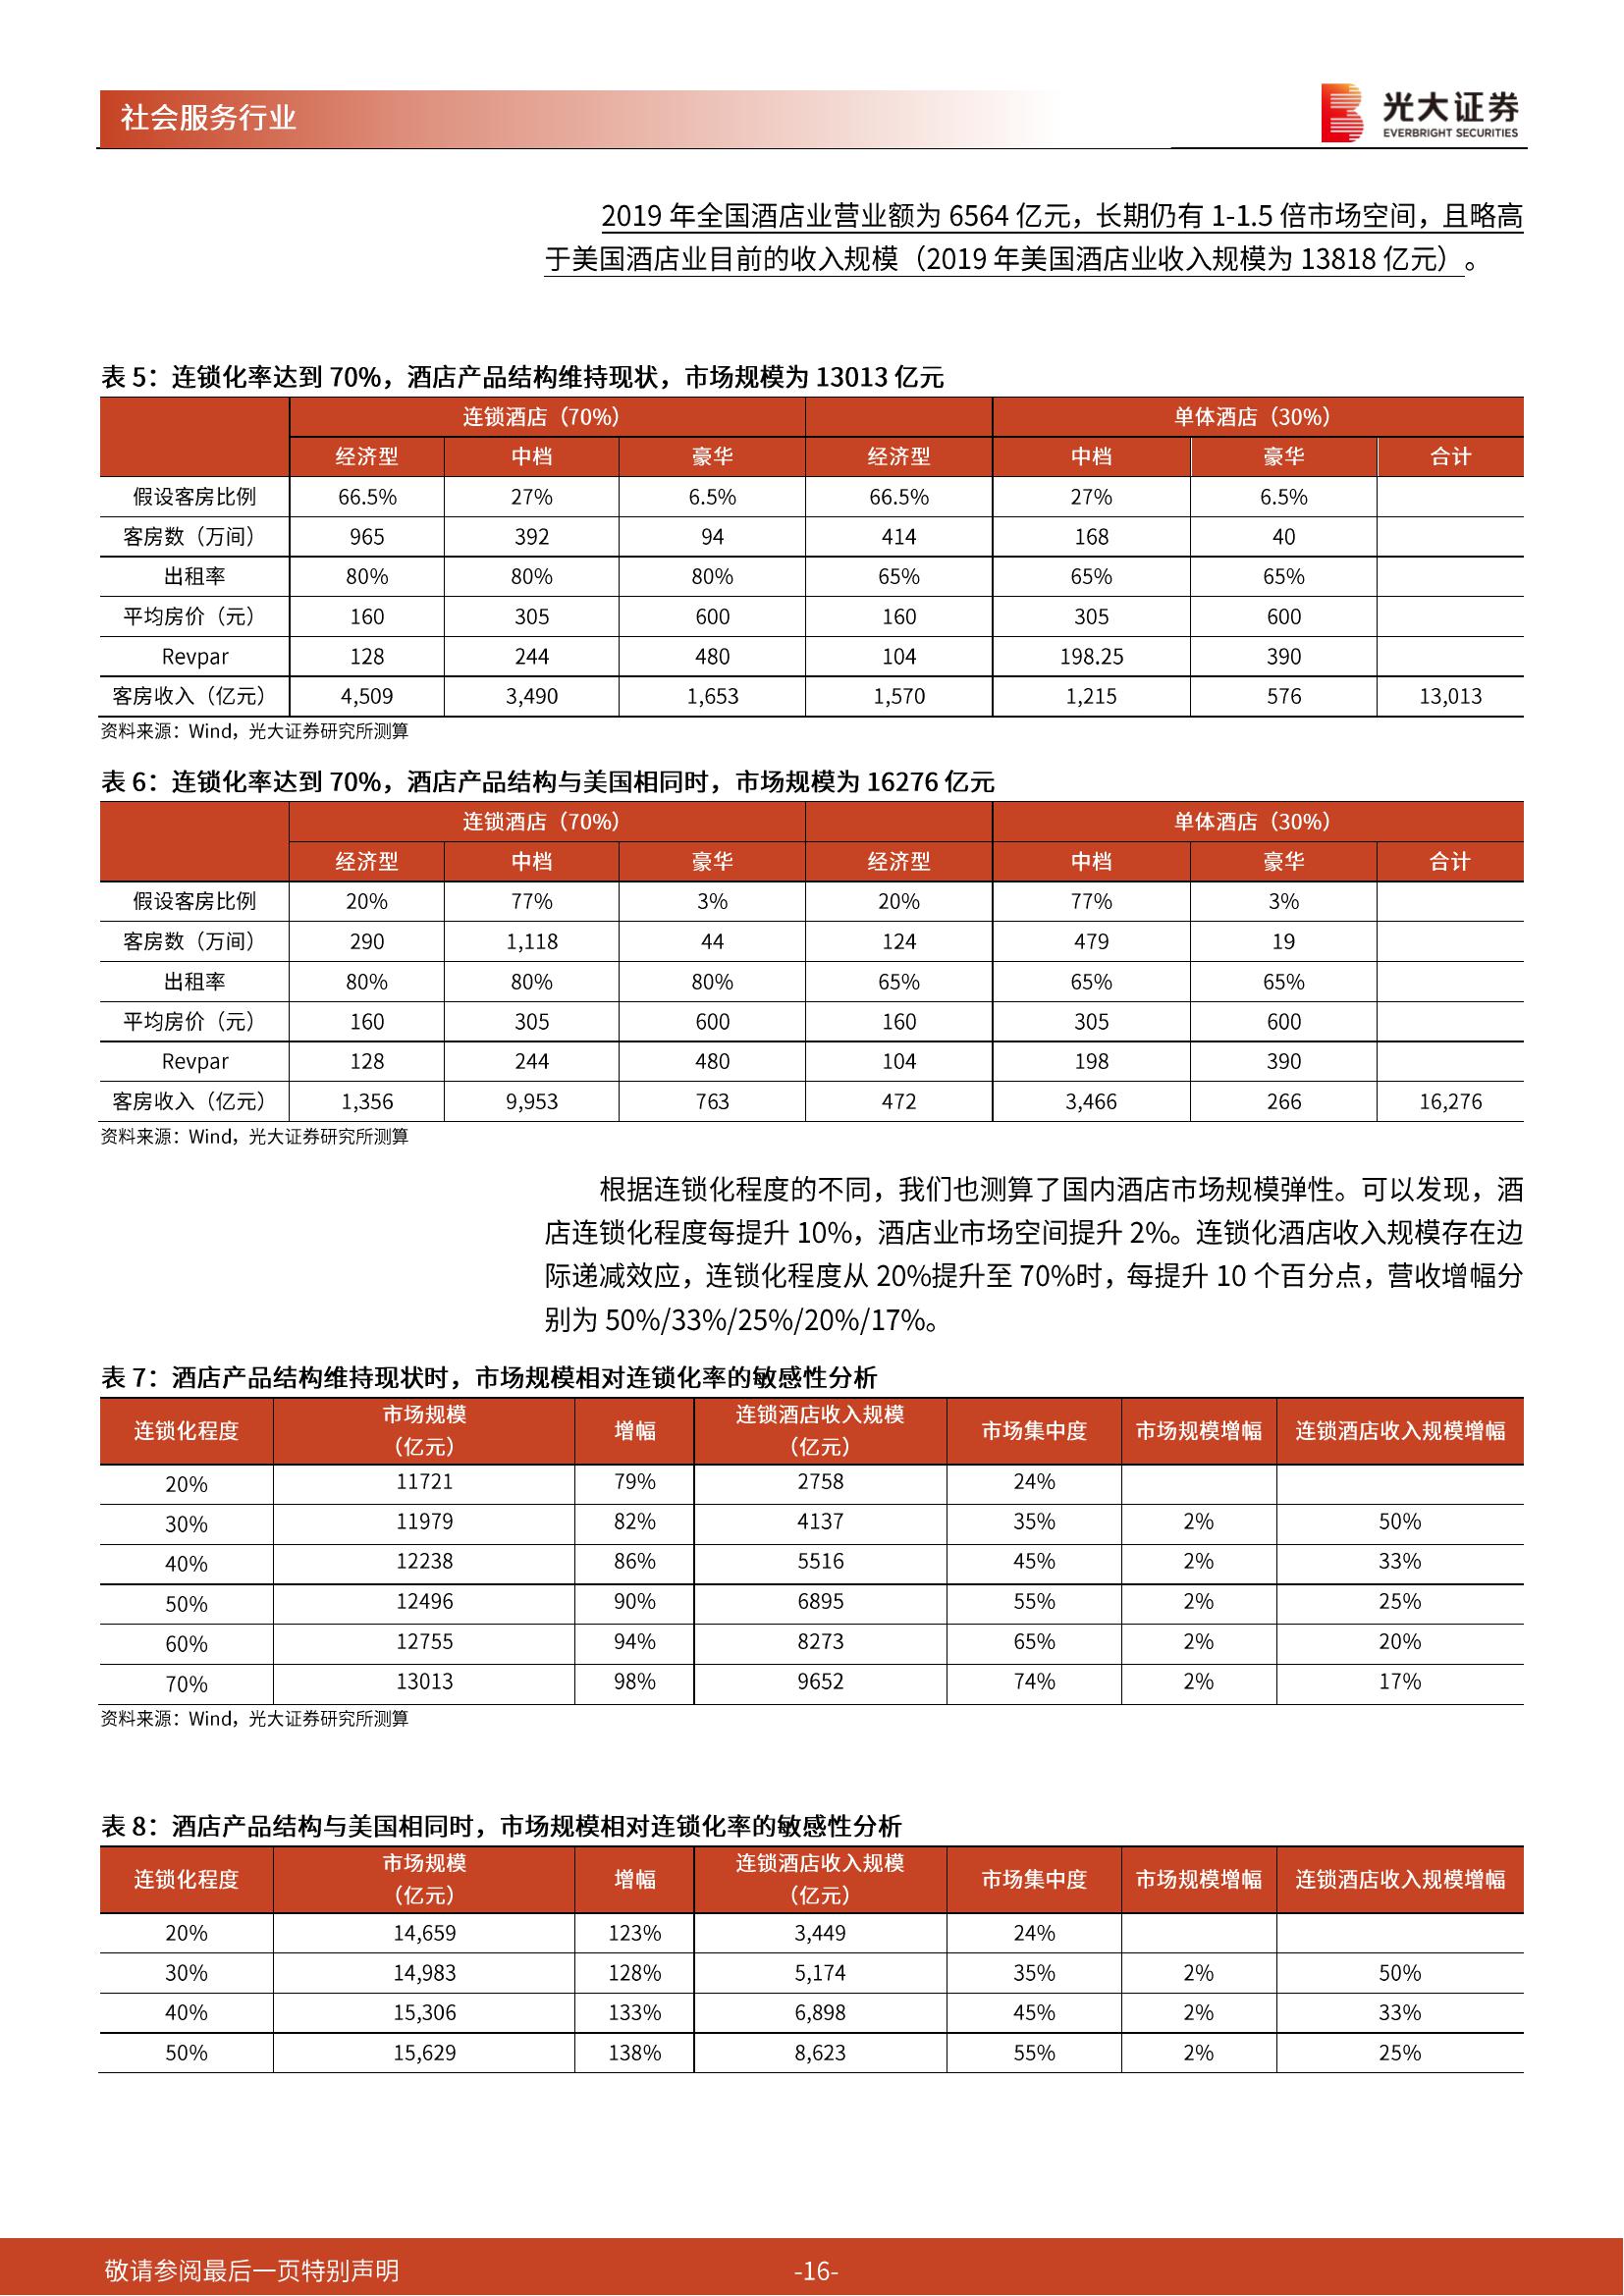 社会服务行业
光大证券
EVERBRIGHT SECURITIES
2019 年全国酒店业营业额为 6564 亿元，长期仍有 1-1.5 倍市场空间，且略高
于美国酒店业目前的收入规模（2019 年美国酒店业收入规模为 13818 亿元）。
表 5：连锁化率达到 70%，酒店产品结构维持现状，市场规模为 13013 亿元
连锁酒店（70%） 单体酒店（30%）
经济型 中档 豪华 经济型 中档 豪华 合计
假设客房比例 66.5% 27% 6.5% 66.5% 27% 6.5%
客房数（万间） 965 392 94 414 168 40
出租率 80% 80% 80% 65% 65% 65%
平均房价（元） 160 305 600 160 305 600
Revpar 128 244 480 104 198.25 390
客房收入（亿元） 4,509 3,490 1,653 1,570 1,215 576 13,013
资料来源：Wind，光大证券研究所测算
表 6：连锁化率达到 70%，酒店产品结构与美国相同时，市场规模为 16276 亿元
连锁酒店（70%） 单体酒店（30%）
经济型 中档 豪华 经济型 中档 豪华 合计
假设客房比例 20% 77% 3% 20% 77% 3%
客房数（万间） 290 1,118 44 124 479 19
出租率 80% 80% 80% 65% 65% 65%
平均房价（元） 160 305 600 160 305 600
Revpar 128 244 480 104 198 390
客房收入（亿元） 1,356 9,953 763 472 3,466 266 16,276
资料来源：Wind，光大证券研究所测算
根据连锁化程度的不同，我们也测算了国内酒店市场规模弹性。可以发现，酒
店连锁化程度每提升 10%，酒店业市场空间提升 2%。连锁化酒店收入规模存在边
际递减效应，连锁化程度从 20%提升至 70%时，每提升 10 个百分点，营收增幅分
别为 50%/33%/25%/20%/17%。
表 7：酒店产品结构维持现状时，市场规模相对连锁化率的敏感性分析
连锁化程度 市场规模（亿元） 增幅 连锁酒店收入规模（亿元） 市场集中度 市场规模增幅 连锁酒店收入规模增幅
20% 11721 79% 2758 24%
30% 11979 82% 4137 35% 2% 50%
40% 12238 86% 5516 45% 2% 33%
50% 12496 90% 6895 55% 2% 25%
60% 12755 94% 8273 65% 2% 20%
70% 13013 98% 9652 74% 2% 17%
资料来源：Wind，光大证券研究所测算
表 8：酒店产品结构与美国相同时，市场规模相对连锁化率的敏感性分析
连锁化程度 市场规模（亿元） 增幅 连锁酒店收入规模（亿元） 市场集中度 市场规模增幅 连锁酒店收入规模增幅
20% 14,659 123% 3,449 24%
30% 14,983 128% 5,174 35% 2% 50%
40% 15,306 133% 6,898 45% 2% 33%
50% 15,629 138% 8,623 55% 2% 25%
敬请参阅最后一页特别声明 -16-